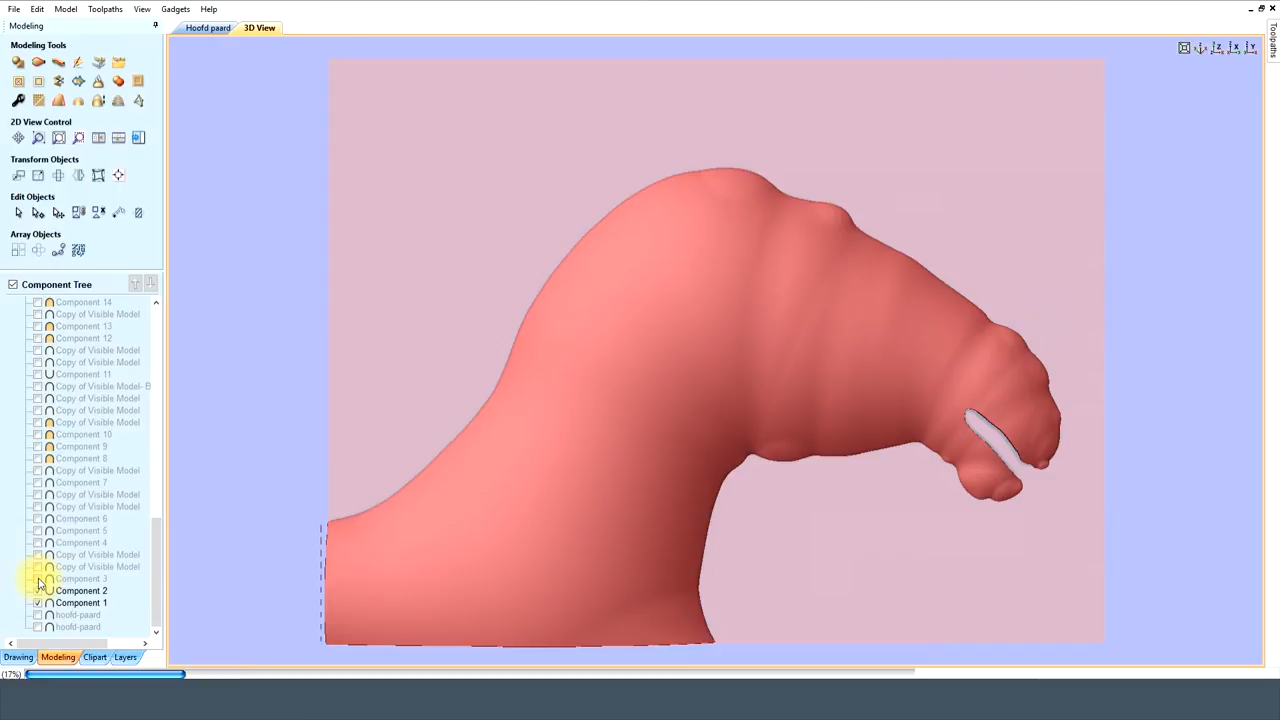 File Edit Model Toolpaths View Gadgets Help
Modeling
Hoofd paard 3D View
Toolpaths
Modeling Tools
2D View Control
Transform Objects
Edit Objects
Array Objects
Component Tree
Component 14
Copy of Visible Model
Component 13
Component 12
Copy of Visible Model
Copy of Visible Model
Component 11
Copy of Visible Model- B
Copy of Visible Model
Copy of Visible Model
Copy of Visible Model
Component 10
Component 9
Component 8
Copy of Visible Model
Component 7
Copy of Visible Model
Copy of Visible Model
Component 6
Component 5
Component 4
Copy of Visible Model
Copy of Visible Model
Component 3
Component 2
Component 1
hoofd-paard
hoofd-paard
Drawing Modeling Clipart Layers
(17%)